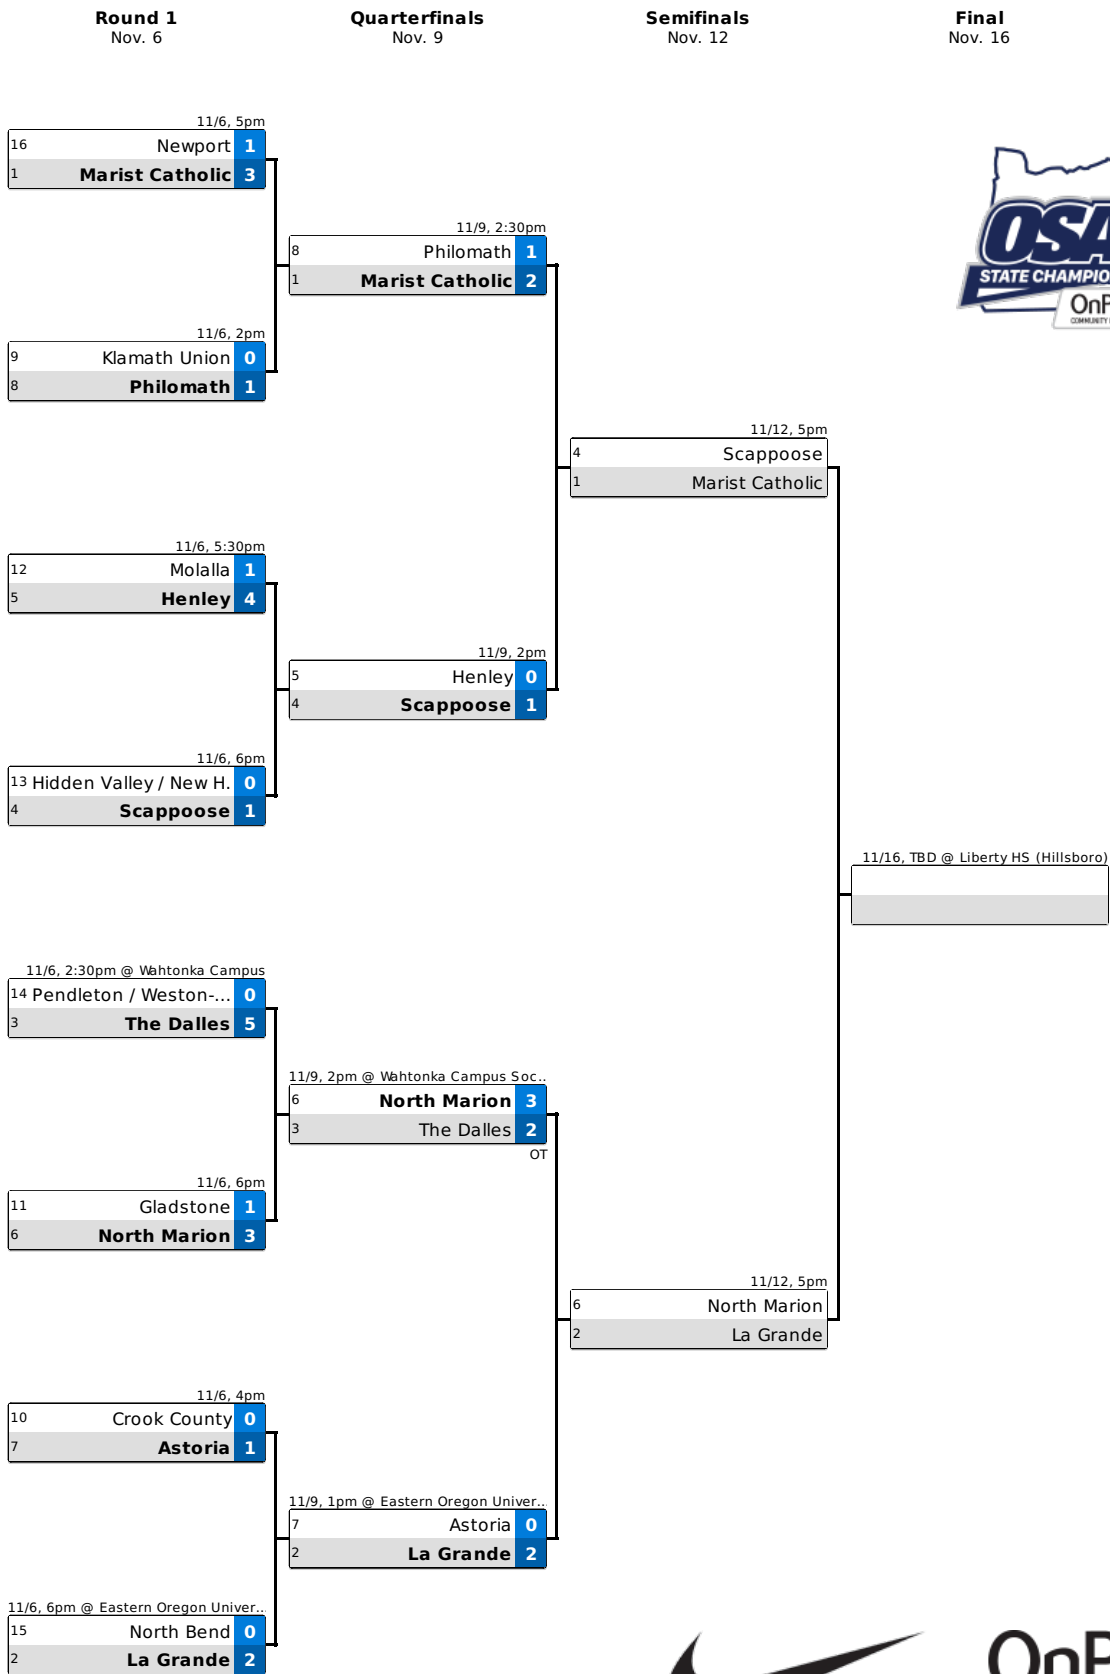 Round 1
Nov. 6
Quarterfinals
Nov. 9
Semifinals
Nov. 12
Final
Nov. 16
11/6, 5pm
16 Newport 1
1 Marist Catholic 3
11/9, 2:30pm
8 Philomath 1
1 Marist Catholic 2
11/6, 2pm
9 Klamath Union 0
8 Philomath 1
11/12, 5pm
4 Scappoose
1 Marist Catholic
11/6, 5:30pm
12 Molalla 1
5 Henley 4
11/9, 2pm
5 Henley 0
4 Scappoose 1
11/6, 6pm
13 Hidden Valley / New H. 0
4 Scappoose 1
11/16, TBD @ Liberty HS (Hillsboro)
11/6, 2:30pm @ Wahtonka Campus
14 Pendleton / Weston-... 0
3 The Dalles 5
11/9, 2pm @ Wahtonka Campus Soc..
6 North Marion 3
3 The Dalles 2
OT
11/6, 6pm
11 Gladstone 1
6 North Marion 3
11/12, 5pm
6 North Marion
2 La Grande
11/6, 4pm
10 Crook County 0
7 Astoria 1
11/9, 1pm @ Eastern Oregon Univer..
7 Astoria 0
2 La Grande 2
11/6, 6pm @ Eastern Oregon Univer..
15 North Bend 0
2 La Grande 2
OSA
STATE CHAMPIO
OnP
COMMUNITY
OnP